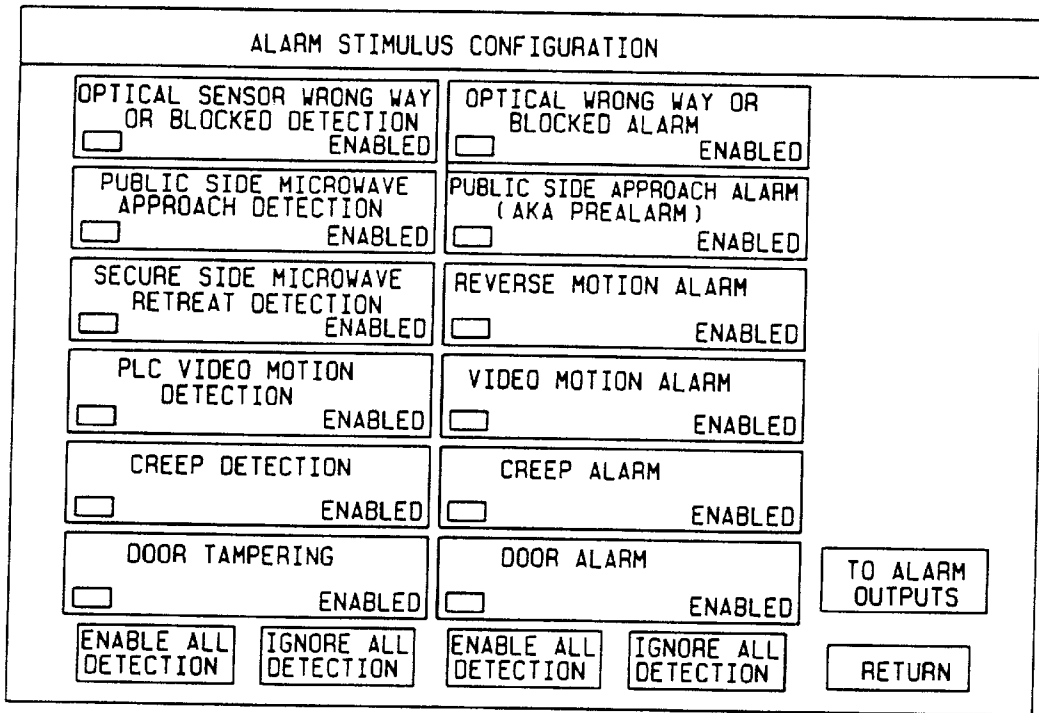 ALARM STIMULUS CONFIGURATION
OPTICAL SENSOR WRONG WAY
OR BLOCKED DETECTION
ENABLED
OPTICAL WRONG WAY OR
BLOCKED ALARM
ENABLED
PUBLIC SIDE MICROWAVE
APPROACH DETECTION
ENABLED
PUBLIC SIDE APPROACH ALARM
(AKA PREALARM)
ENABLED
SECURE SIDE MICROWAVE
RETREAT DETECTION
ENABLED
REVERSE MOTION ALARM
ENABLED
PLC VIDEO MOTION
DETECTION
ENABLED
VIDEO MOTION ALARM
ENABLED
CREEP DETECTION
ENABLED
CREEP ALARM
ENABLED
DOOR TAMPERING
ENABLED
DOOR ALARM
ENABLED
TO ALARM
OUTPUTS
ENABLE ALL
DETECTION
IGNORE ALL
DETECTION
ENABLE ALL
DETECTION
IGNORE ALL
DETECTION
RETURN